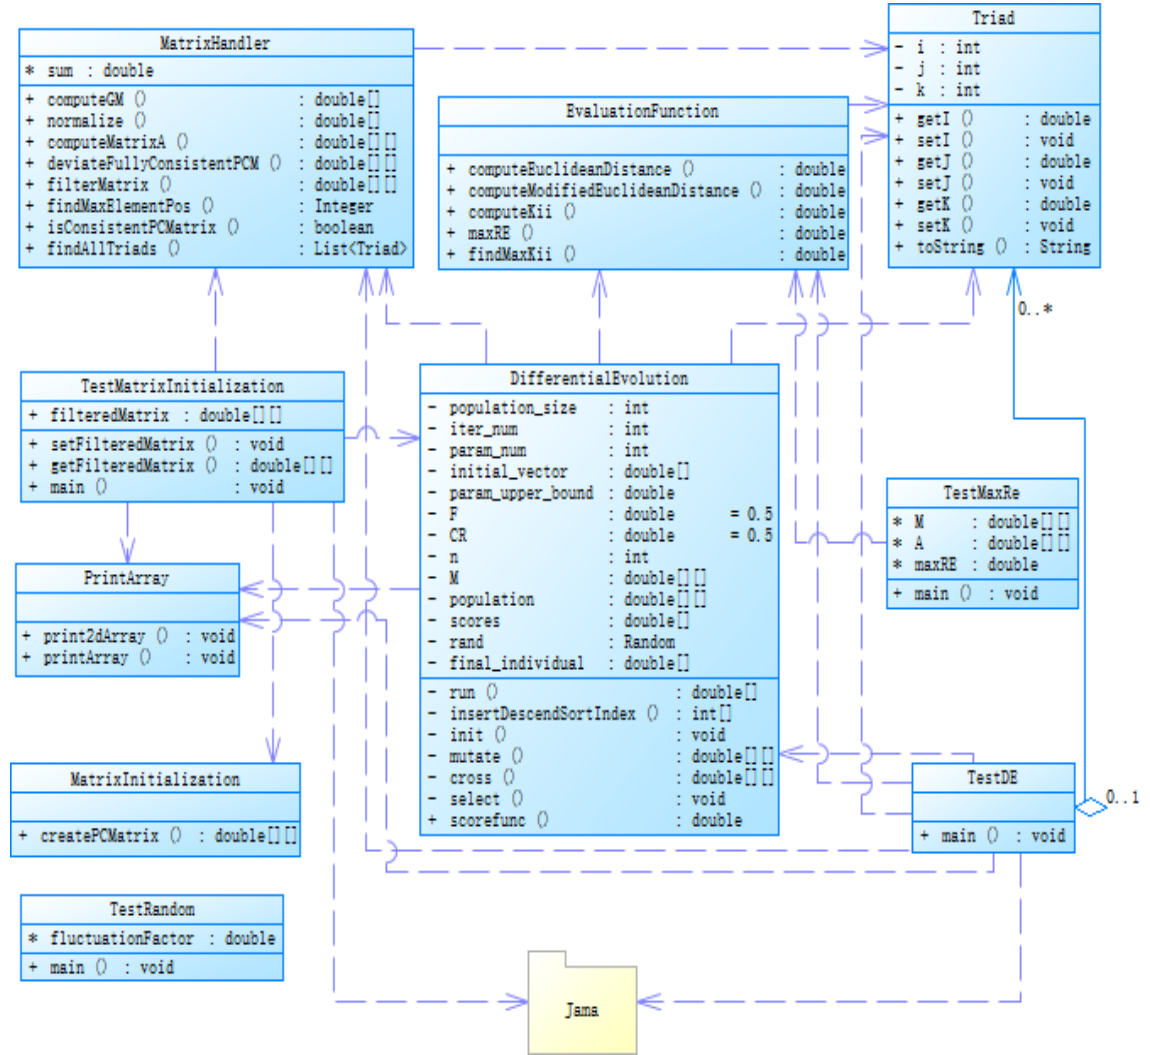 MatrixHandler
* sum : double
+ computeGM () : double[]
+ normalize () : double[]
+ computeMatrixA () : double[][]
+ deviateFullyConsistentPCM () : double[][]
+ filterMatrix () : double[][]
+ findMaxElementPos () : Integer
+ isConsistentPCMatrix () : boolean
+ findAllTriads () : List<Triad>
EvaluationFunction
+ computeEuclideanDistance () : double
+ computeModifiedEuclideanDistance () : double
+ computeKii () : double
+ maxRE () : double
+ findMaxKii () : double
Triad
- i : int
- j : int
- k : int
+ getI () : double
+ setI () : void
+ getJ () : double
+ setJ () : void
+ getK () : double
+ setK () : void
+ toString () : String
0..*
TestMatrixInitialization
+ filteredMatrix : double[][]
+ setFilteredMatrix () : void
+ getFilteredMatrix () : double[][]
+ main () : void
DifferentialEvolution
- population_size : int
- iter_num : int
- param_num : int
- initial_vector : double[]
- param_upper_bound : double
- F : double = 0.5
- CR : double = 0.5
- n : int
- M : double[][]
- population : double[][]
- scores : double[]
- rand : Random
- final_individual : double[]
- run () : double[]
- insertDescendSortIndex () : int[]
- init () : void
- mutate () : double[][]
- cross () : double[][]
- select () : void
+ scorefunc () : double
TestMaxRe
* M : double[][]
* A : double[][]
* maxRE : double
+ main () : void
PrintArray
+ print2dArray () : void
+ printArray () : void
MatrixInitialization
+ createPCMatrix () : double[][]
TestDE
+ main () : void
0..1
TestRandom
* fluctuationFactor : double
+ main () : void
Jama